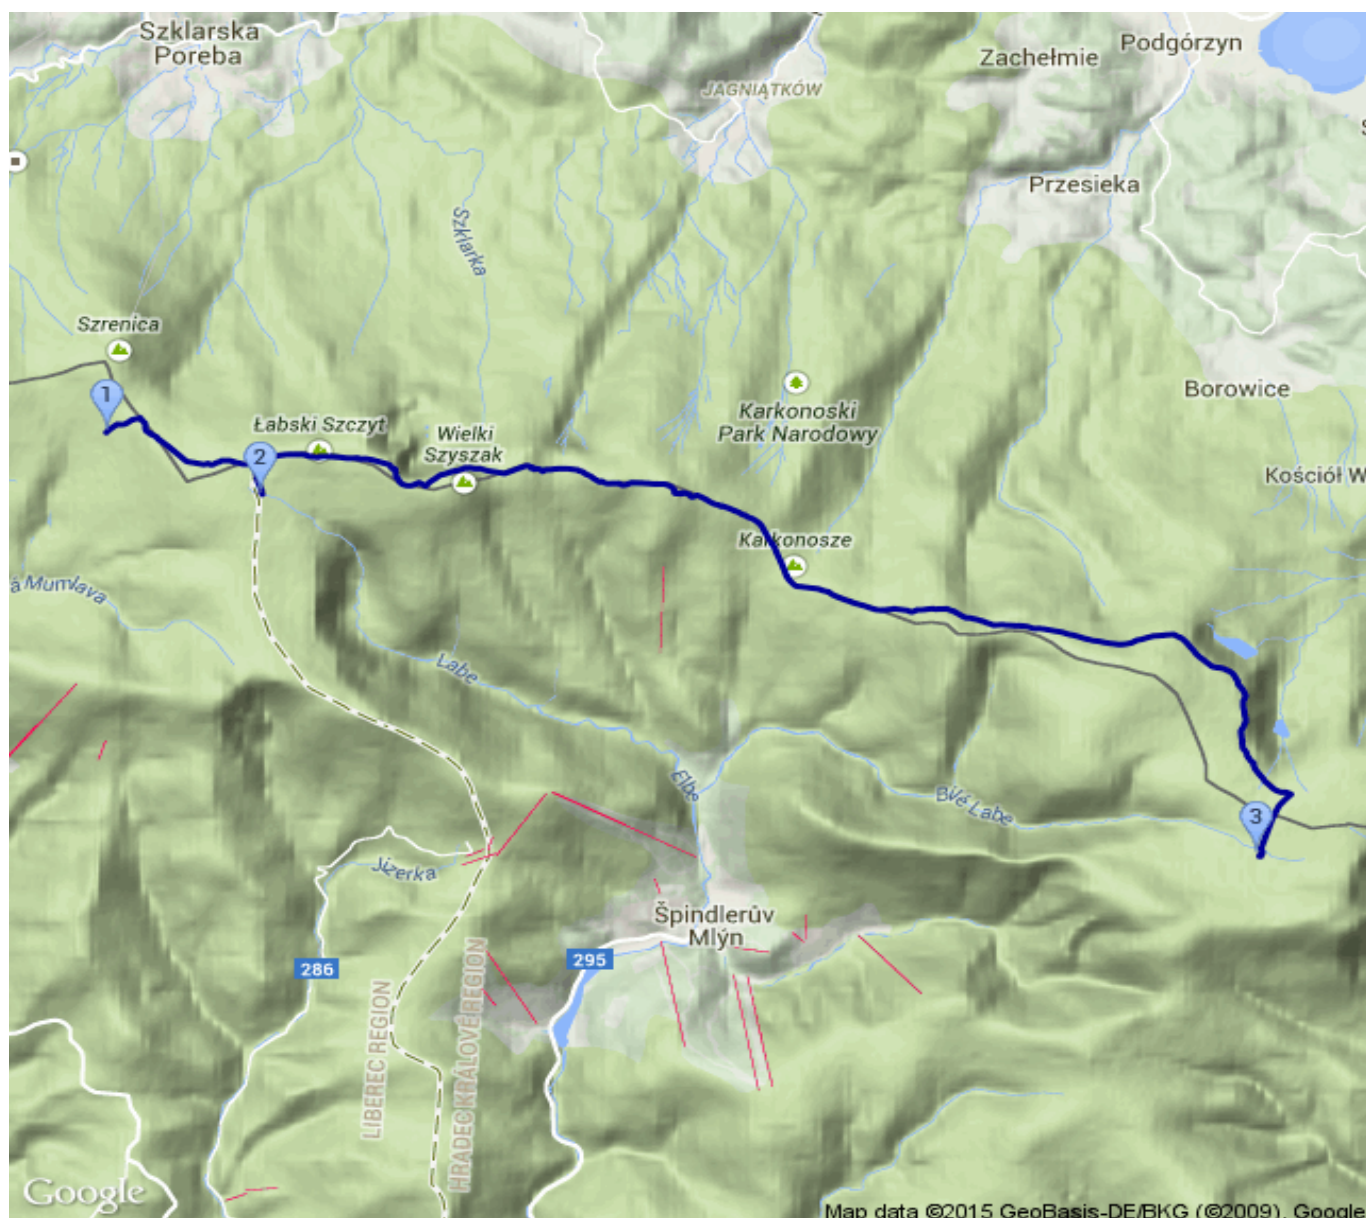 Szklarska
Poreba
Podgórzyn
Zachełmie
JAGNIĄTKÓW
Przesieka
Szklarka
Szrenica
1
Borowice
Karkonoski
Park Narodowy
Łabski Szczyt
Wielki
Szyszak
2
Kościół W
Karkonosze
á Mumlava
Labe
Elbe
Bílé Labe
3
Jizerka
Špindlerův
Mlýn
295
286
LIBEREC REGION
HRADEC KRÁLOVÉ REGION
Google
Map data ©2015 GeoBasis-DE/BKG (©2009), Google